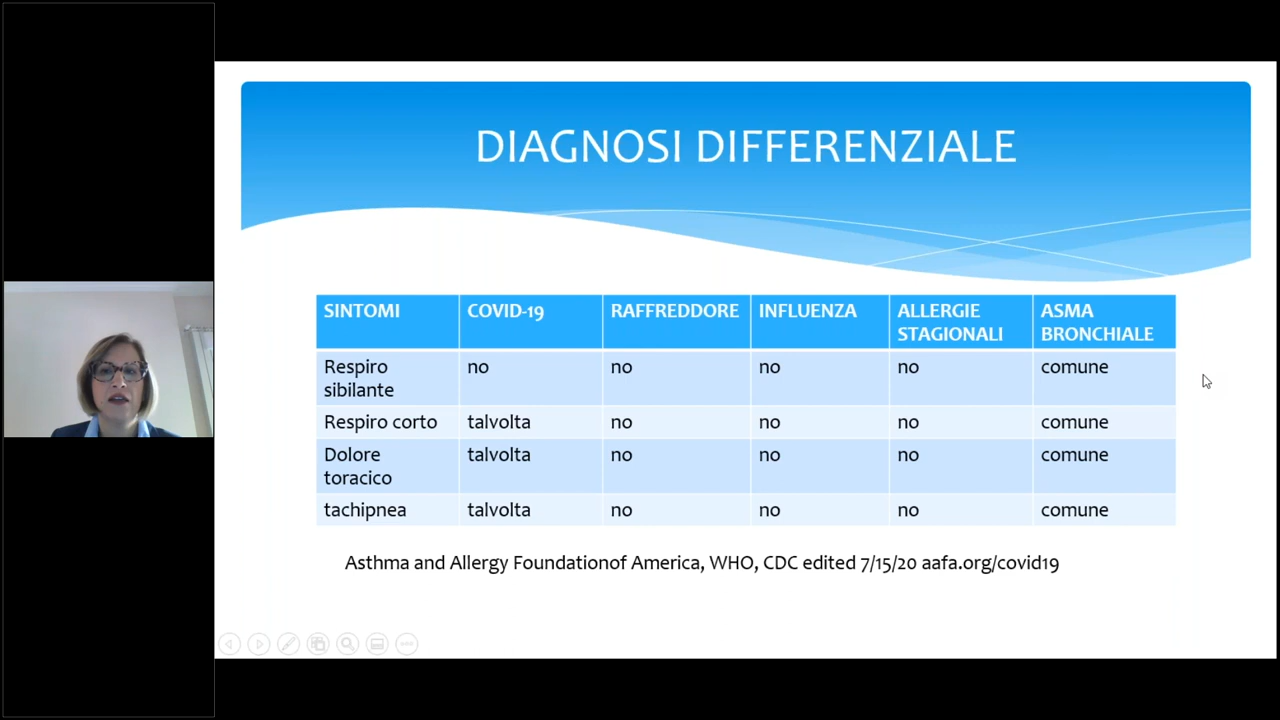 DIAGNOSI DIFFERENZIALE
SINTOMI COVID-19 RAFFREDDORE INFLUENZA ALLERGIE STAGIONALI ASMA BRONCHIALE
Respiro sibilante no no no no comune
Respiro corto talvolta no no no comune
Dolore toracico talvolta no no no comune
tachipnea talvolta no no no comune
Asthma and Allergy Foundationof America, WHO, CDC edited 7/15/20 aafa.org/covid19